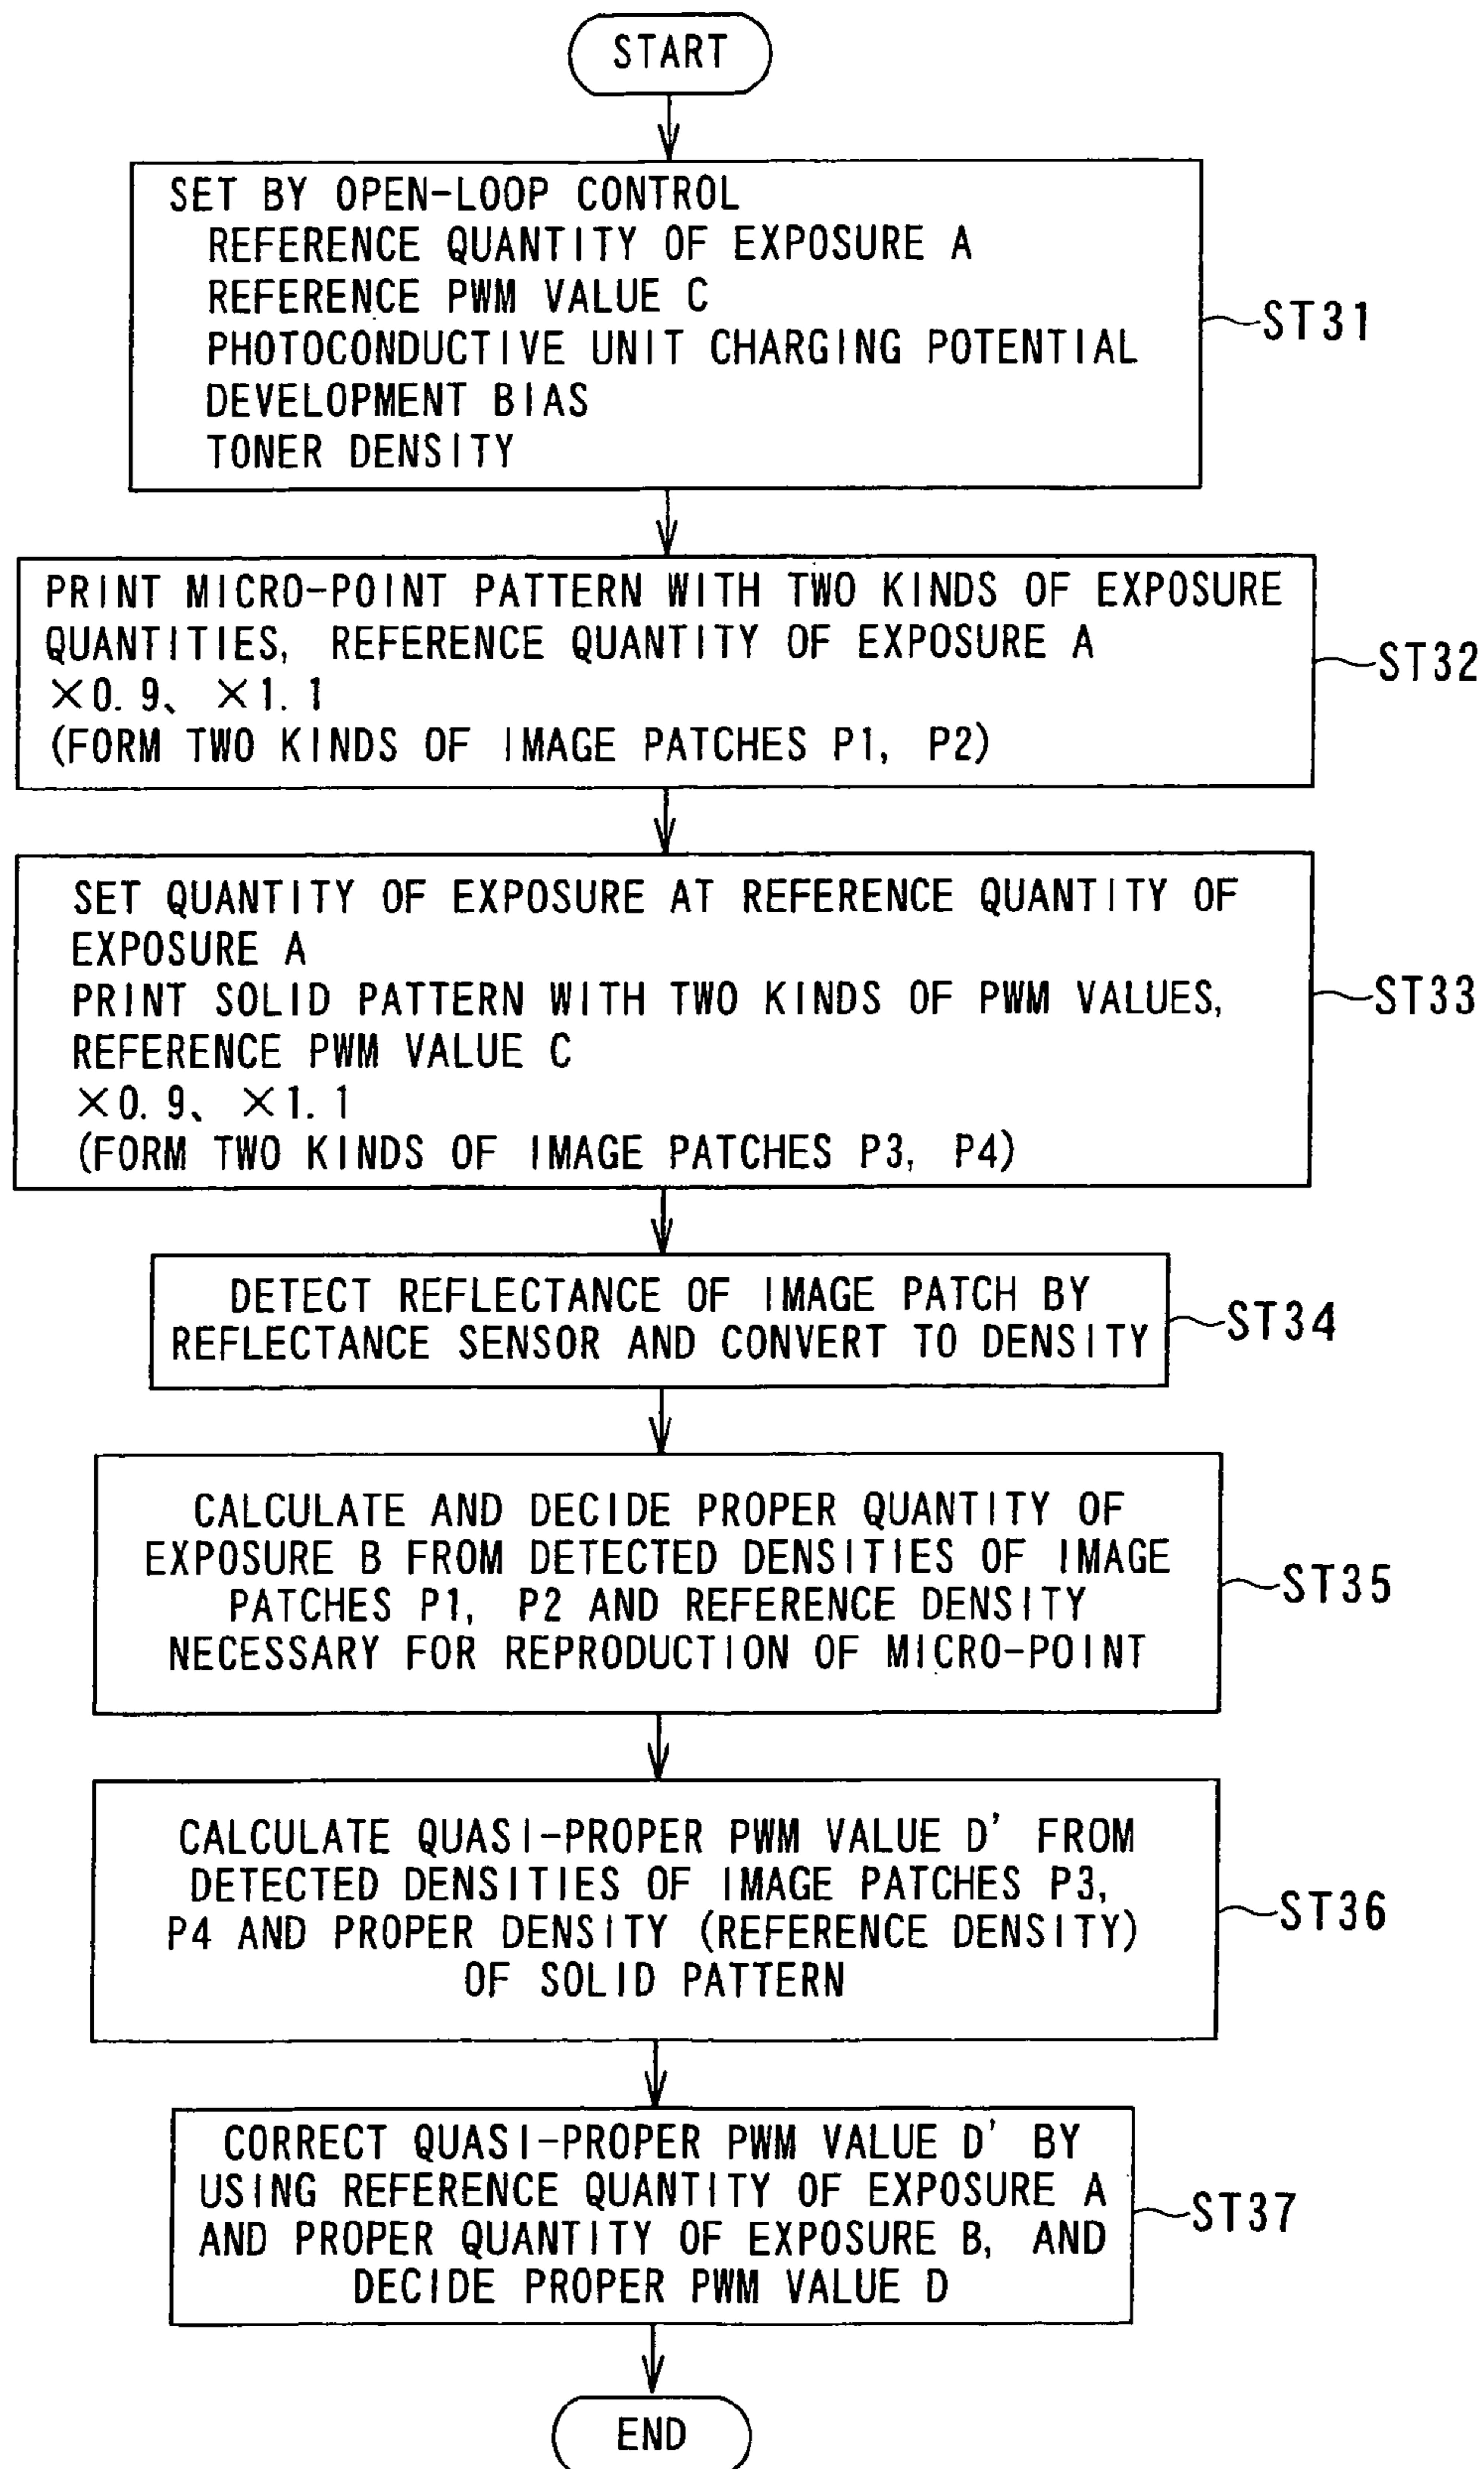 START
SET BY OPEN-LOOP CONTROL
REFERENCE QUANTITY OF EXPOSURE A
REFERENCE PWM VALUE C
PHOTOCONDUCTIVE UNIT CHARGING POTENTIAL
DEVELOPMENT BIAS
TONER DENSITY
ST31
PRINT MICRO-POINT PATTERN WITH TWO KINDS OF EXPOSURE
QUANTITIES, REFERENCE QUANTITY OF EXPOSURE A
×0.9、 ×1.1
(FORM TWO KINDS OF IMAGE PATCHES P1, P2)
ST32
SET QUANTITY OF EXPOSURE AT REFERENCE QUANTITY OF
EXPOSURE A
PRINT SOLID PATTERN WITH TWO KINDS OF PWM VALUES,
REFERENCE PWM VALUE C
×0.9、 ×1.1
(FORM TWO KINDS OF IMAGE PATCHES P3, P4)
ST33
DETECT REFLECTANCE OF IMAGE PATCH BY
REFLECTANCE SENSOR AND CONVERT TO DENSITY
ST34
CALCULATE AND DECIDE PROPER QUANTITY OF
EXPOSURE B FROM DETECTED DENSITIES OF IMAGE
PATCHES P1, P2 AND REFERENCE DENSITY
NECESSARY FOR REPRODUCTION OF MICRO-POINT
ST35
CALCULATE QUASI-PROPER PWM VALUE D' FROM
DETECTED DENSITIES OF IMAGE PATCHES P3,
P4 AND PROPER DENSITY (REFERENCE DENSITY)
OF SOLID PATTERN
ST36
CORRECT QUASI-PROPER PWM VALUE D' BY
USING REFERENCE QUANTITY OF EXPOSURE A
AND PROPER QUANTITY OF EXPOSURE B, AND
DECIDE PROPER PWM VALUE D
ST37
END